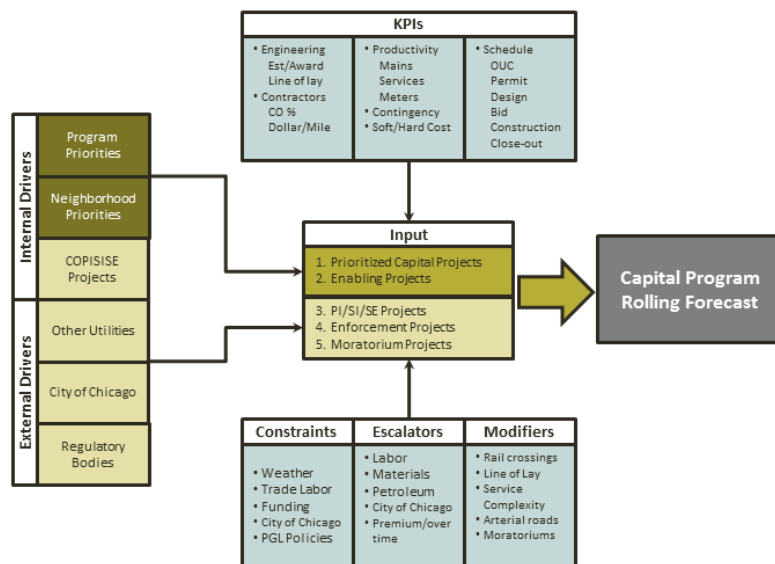 KPIs
• Engineering
Est/Award
Line of lay
• Contractors
CO %
Dollar/Mile
• Productivity
Mains
Services
Meters
• Contingency
• Soft/Hard Cost
• Schedule
OUC
Permit
Design
Bid
Construction
Close-out
Internal Drivers
Program
Priorities
Neighborhood
Priorities
COPISISE
Projects
External Drivers
Other Utilities
City of Chicago
Regulatory
Bodies
Input
1. Prioritized Capital Projects
2. Enabling Projects
3. PI/SI/SE Projects
4. Enforcement Projects
5. Moratorium Projects
Capital Program
Rolling Forecast
Constraints
• Weather
• Trade Labor
• Funding
• City of Chicago
• PGL Policies
Escalators
• Labor
• Materials
• Petroleum
• City of Chicago
• Premium/over
time
Modifiers
• Rail crossings
• Line of Lay
• Service
Complexity
• Arterial roads
• Moratoriums